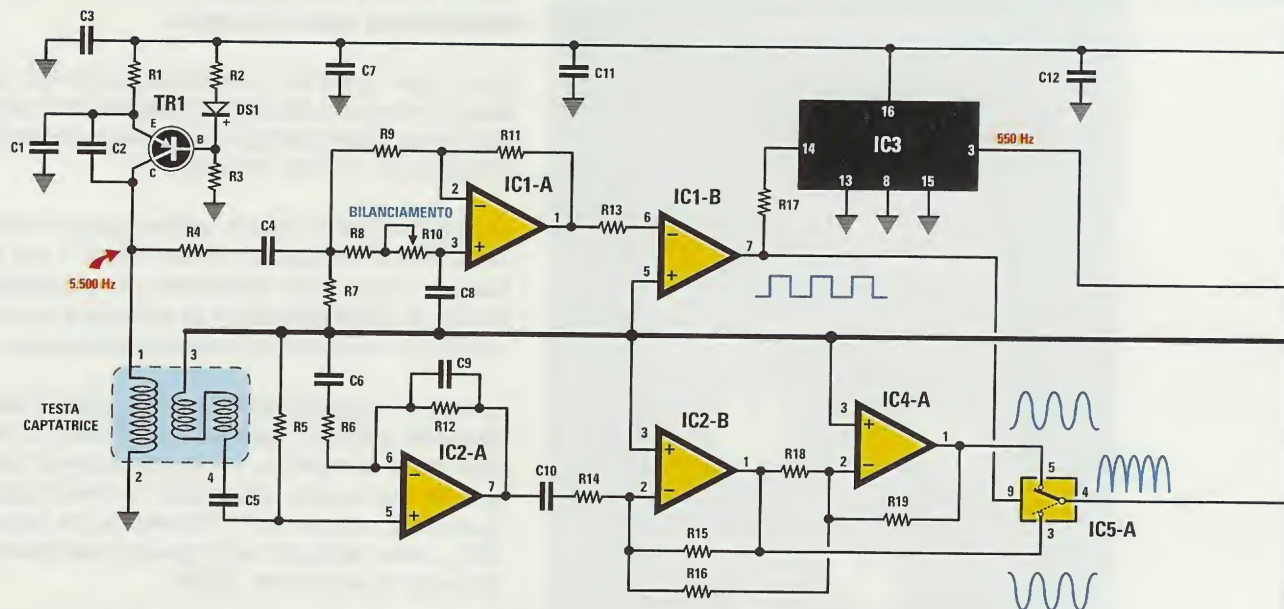 C3
R1
R2
C7
C11
C12
TR1
DS1
+
E
B
C
C1
C2
R3
16
IC3
14
3
13
8
15
550 Hz
R17
R9
R11
2
−
IC1-A
BILANCIAMENTO
R8
R10
3
+
1
R13
6
−
IC1-B
7
5
+
R4
C4
5.500 Hz
R7
C8
1
3
TESTA
CAPTATRICE
2
4
C5
R5
C6
R6
C9
R12
IC2-A
6
−
5
+
7
C10
R14
IC2-B
3
+
2
−
1
R18
IC4-A
3
+
2
−
1
R19
R15
R16
5
9
4
3
IC5-A